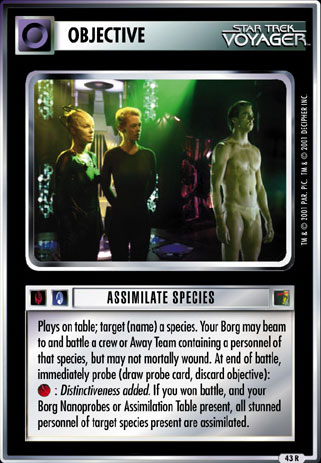 OBJECTIVE
STAR TREK
VOYAGER™
TM & © 2001 PAR. PIC. TM & © 2001 DECIPHER INC.
ASSIMILATE SPECIES
Plays on table; target (name) a species. Your Borg may beam
to and battle a crew or Away Team containing a personnel of
that species, but may not mortally wound. At end of battle,
immediately probe (draw probe card, discard objective):
: Distinctiveness added. If you won battle, and your
Borg Nanoprobes or Assimilation Table present, all stunned
personnel of target species present are assimilated.
43 R